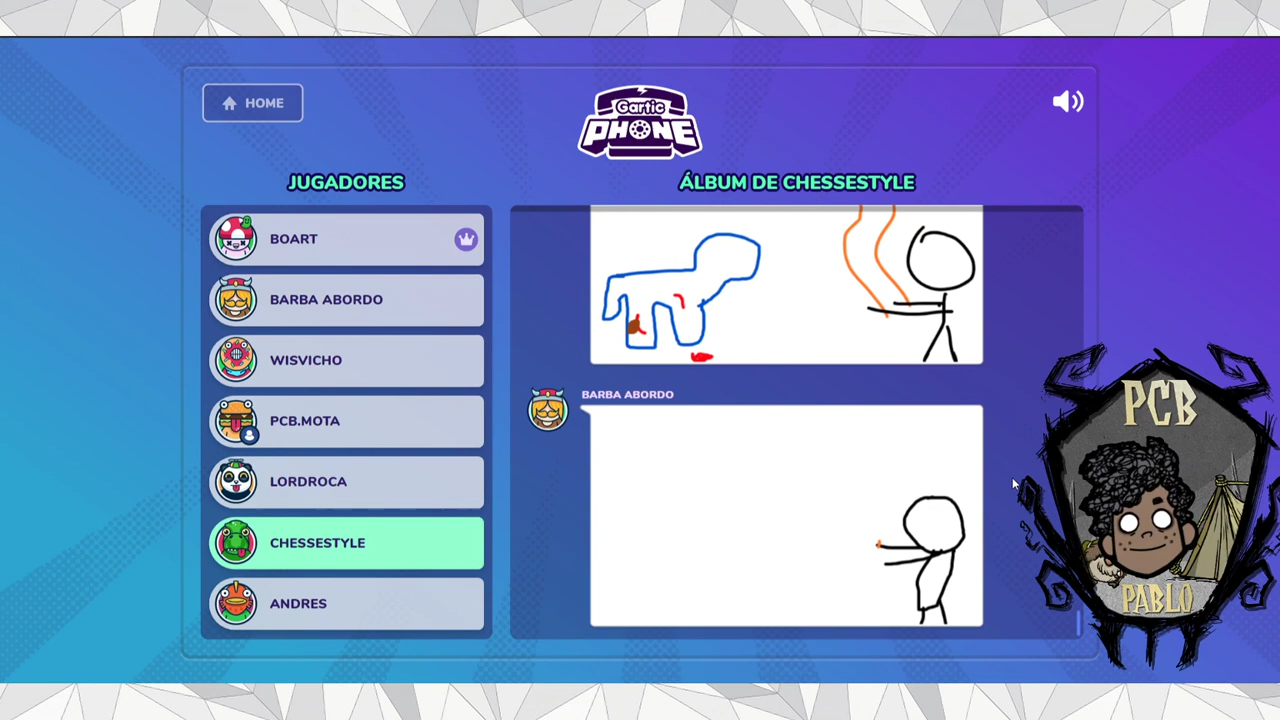 HOME
Gartic
PHONE
JUGADORES
ÁLBUM DE CHESSESTYLE
BOART
BARBA ABORDO
WISVICHO
PCB.MOTA
LORDROCA
CHESSESTYLE
ANDRES
BARBA ABORDO
PCB
PABLO